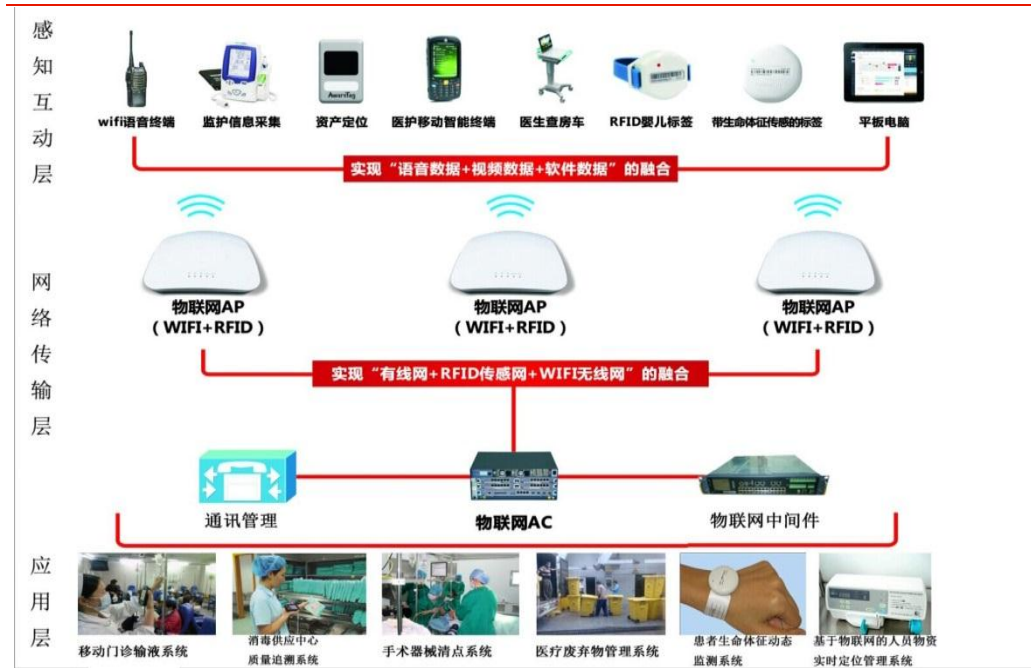 感知互动层
AwareTag
wifi语音终端
监护信息采集
资产定位
医护移动智能终端
医生查房车
RFID婴儿标签
带生命体征传感的标签
平板电脑
实现“语音数据+视频数据+软件数据”的融合
网络传输层
物联网AP
（WIFI+RFID）
物联网AP
（WIFI+RFID）
物联网AP
（WIFI+RFID）
实现“有线网+RFID传感网+WIFI无线网”的融合
通讯管理
物联网AC
物联网中间件
应用层
移动门诊输液系统
消毒供应中心
质量追溯系统
手术器械清点系统
医疗废弃物管理系统
患者生命体征动态
监测系统
基于物联网的人员物资
实时定位管理系统